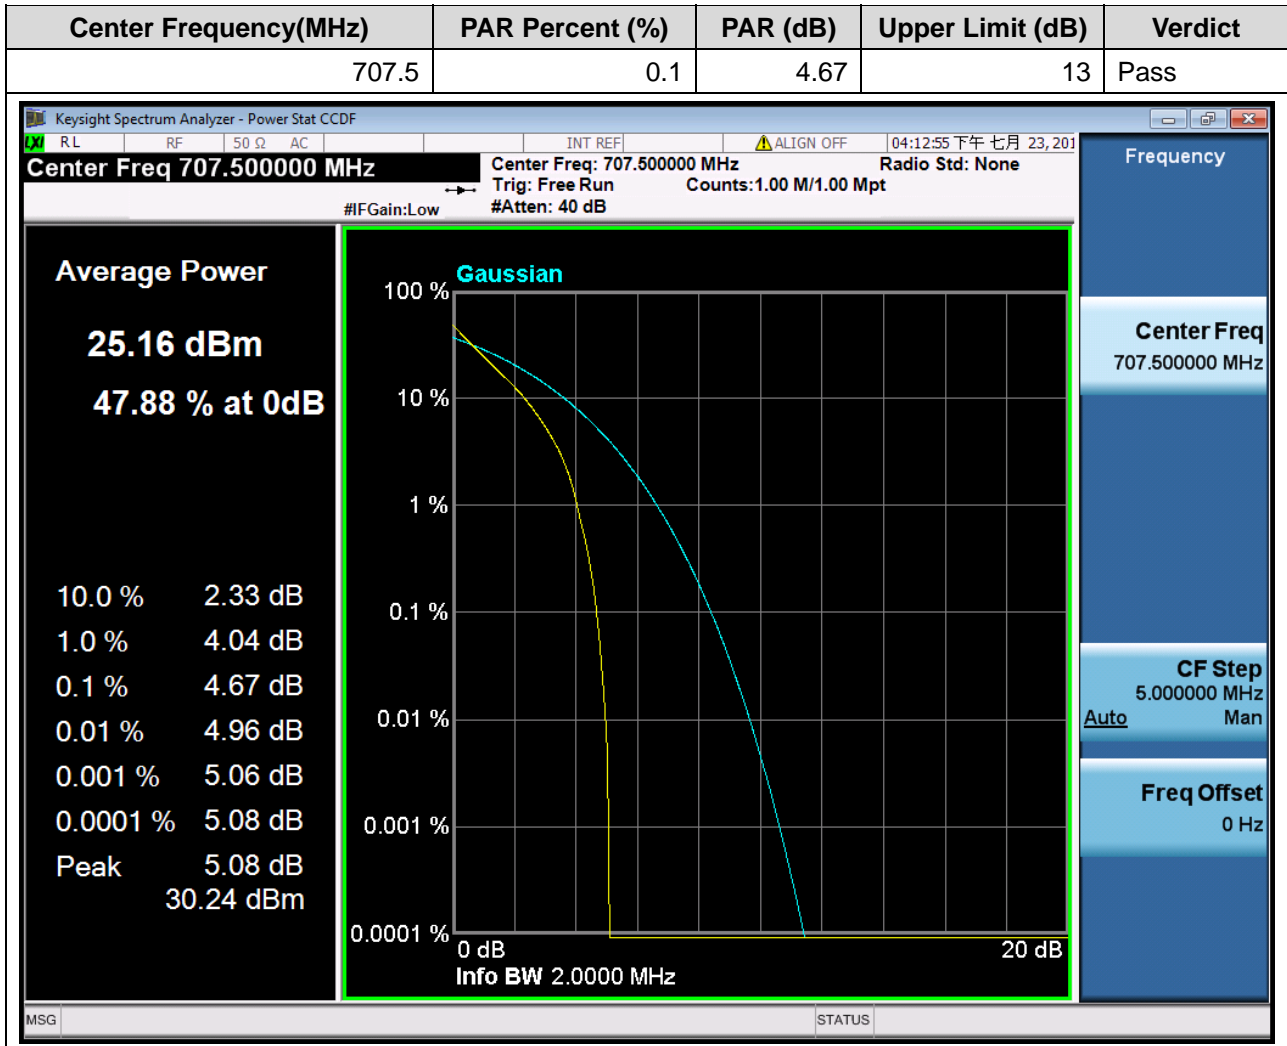 Center Frequency(MHz) PAR Percent (%) PAR (dB) Upper Limit (dB) Verdict
707.5 0.1 4.67 13 Pass
Keysight Spectrum Analyzer - Power Stat CCDF
LXI RL RF 50 Ω AC INT REF ALIGN OFF 04:12:55下午 七月 23, 201
Center Freq 707.500000 MHz
#IFGain:Low
Center Freq: 707.500000 MHz Radio Std: None
Trig: Free Run Counts:1.00 M/1.00 Mpt
#Atten: 40 dB
Average Power
25.16 dBm
47.88 % at 0dB
10.0 % 2.33 dB
1.0 % 4.04 dB
0.1 % 4.67 dB
0.01 % 4.96 dB
0.001 % 5.06 dB
0.0001 % 5.08 dB
Peak 5.08 dB
30.24 dBm
Gaussian
100 %
10 %
1 %
0.1 %
0.01 %
0.001 %
0.0001 %
0 dB 20 dB
Info BW 2.0000 MHz
Frequency
Center Freq
707.500000 MHz
CF Step
5.000000 MHz
Auto Man
Freq Offset
0 Hz
MSG STATUS